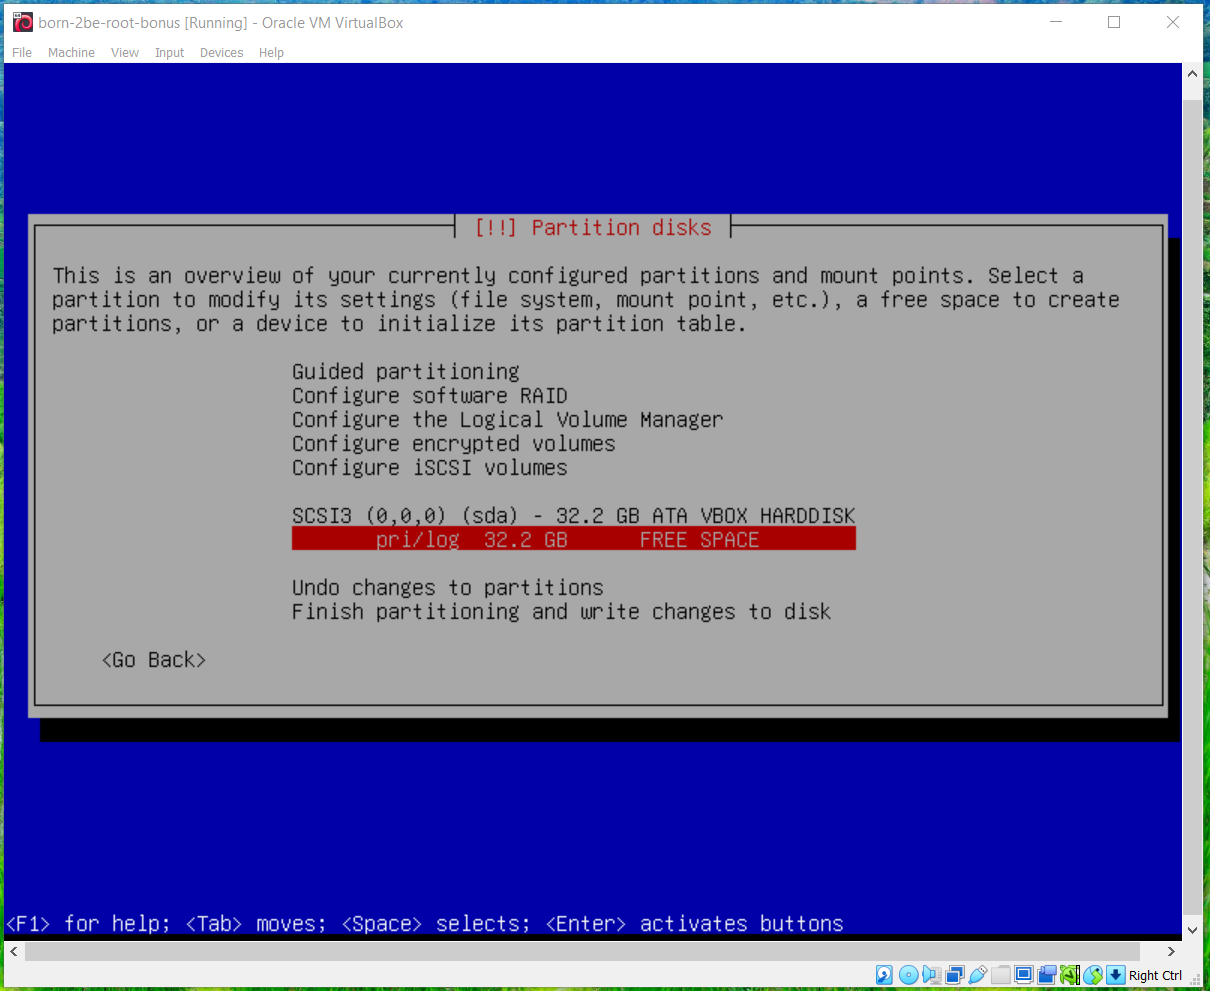 born-2be-root-bonus [Running] - Oracle VM VirtualBox
File Machine View Input Devices Help
[!!] Partition disks
This is an overview of your currently configured partitions and mount points. Select a
partition to modify its settings (file system, mount point, etc.), a free space to create
partitions, or a device to initialize its partition table.
Guided partitioning
Configure software RAID
Configure the Logical Volume Manager
Configure encrypted volumes
Configure iSCSI volumes
SCSI3 (0,0,0) (sda) - 32.2 GB ATA VBOX HARDDISK
pri/log 32.2 GB FREE SPACE
Undo changes to partitions
Finish partitioning and write changes to disk
<Go Back>
<F1> for help; <Tab> moves; <Space> selects; <Enter> activates buttons
Right Ctrl